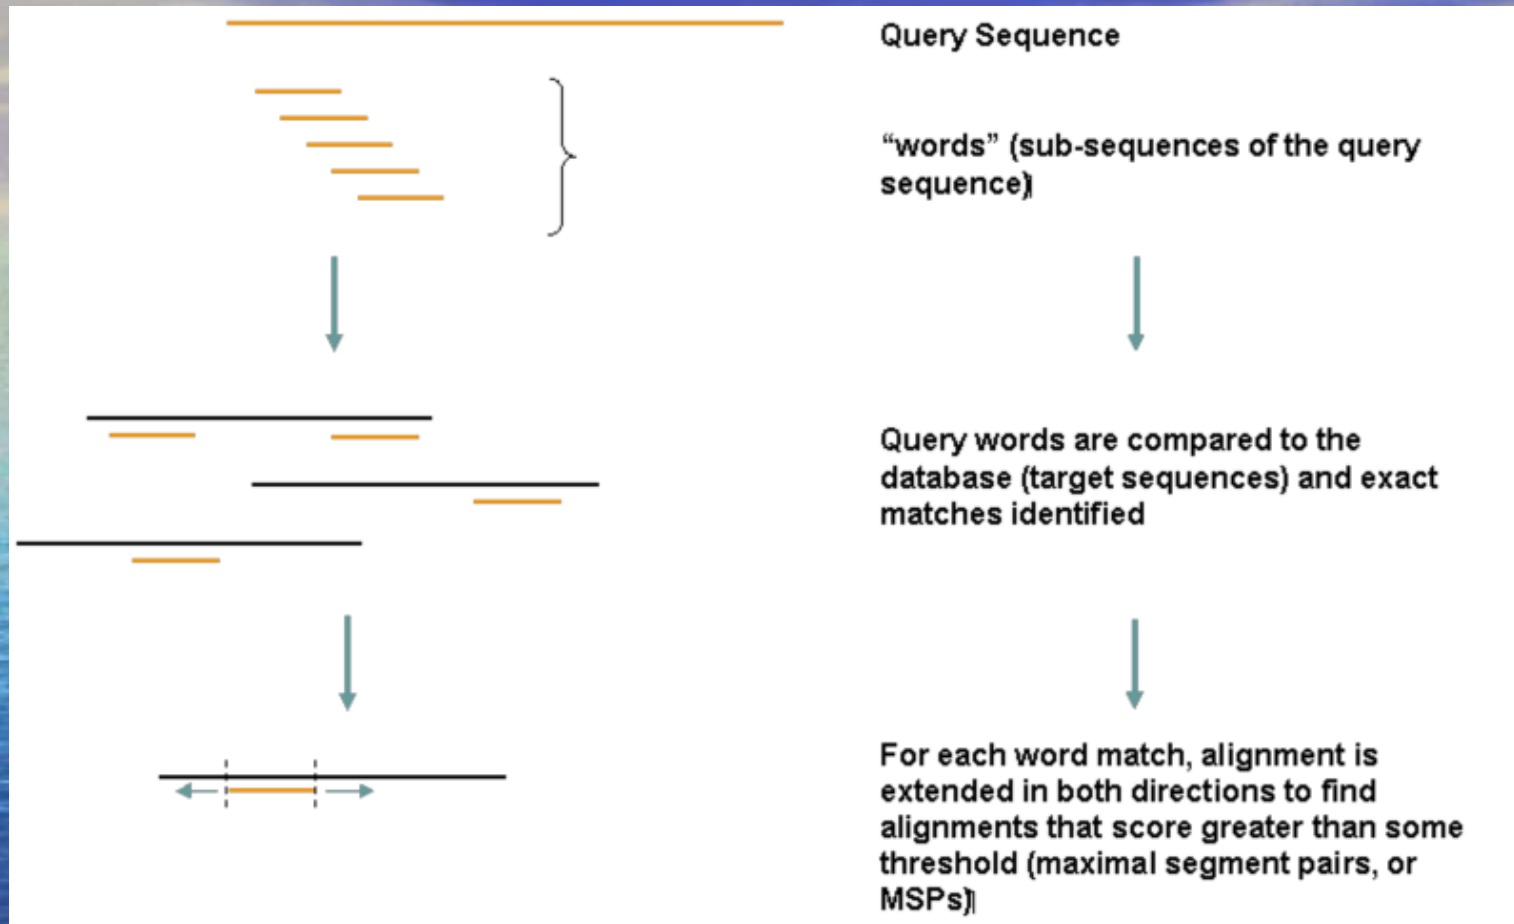 Query Sequence
“words” (sub-sequences of the query
sequence)
Query words are compared to the
database (target sequences) and exact
matches identified
For each word match, alignment is
extended in both directions to find
alignments that score greater than some
threshold (maximal segment pairs, or
MSPs)